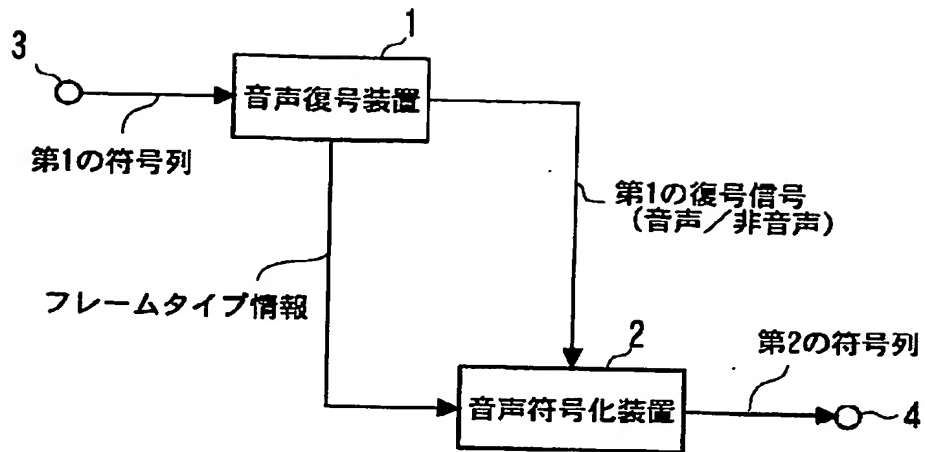 1
3
音声復号装置
第1の符号列
第1の復号信号
(音声/非音声)
フレームタイプ情報
2
第2の符号列
音声符号化装置
4